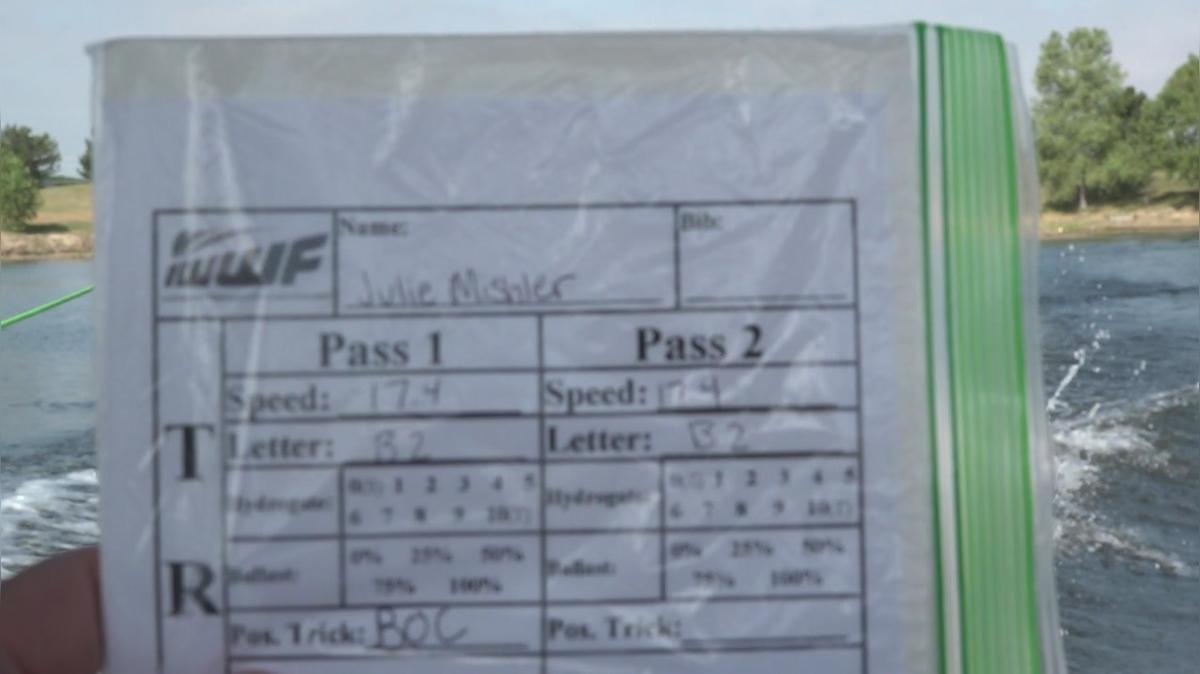 IWWF
Name: Bib:
Julie Mishler
Pass 1 Pass 2
Speed: 17.4 Speed: 17.4
Letter: B2 Letter: B2
Hydrogate: 0(?) 1 2 3 4 5 Hydrogate: 0(?) 1 2 3 4 5
6 7 8 9 10(?) 6 7 8 9 10(?)
Ballast: 0% 25% 50% Ballast: 0% 25% 50%
75% 100% 75% 100%
Pos. Trick: BOC Pos. Trick:
T
R